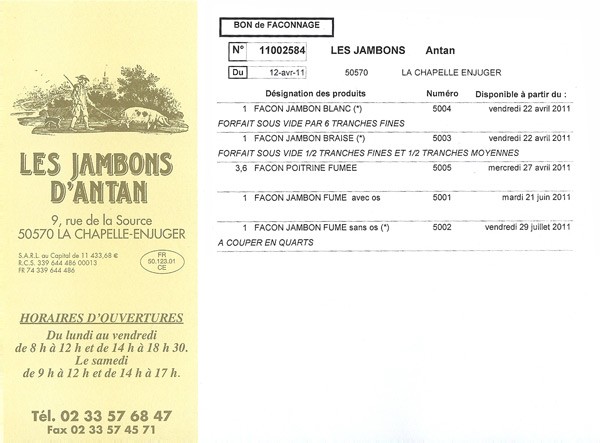 LES JAMBONS
D'ANTAN
9, rue de la Source
50570 LA CHAPELLE-ENJUGER
S.A.R.L. au Capital de 11 433,68 €
R.C.S. 339 644 486 00013
FR 74 339 644 486
FR
50.123.01
CE
HORAIRES D'OUVERTURES
Du lundi au vendredi
de 8 h à 12 h et de 14 h à 18 h 30.
Le samedi
de 9 h à 12 h et de 14 h à 17 h.
Tél. 02 33 57 68 47
Fax 02 33 57 45 71
BON de FACONNAGE
N° 11002584 LES JAMBONS Antan
Du 12-avr-11 50570 LA CHAPELLE ENJUGER
Désignation des produits Numéro Disponible à partir du :
1 FACON JAMBON BLANC (*) 5004 vendredi 22 avril 2011
FORFAIT SOUS VIDE PAR 6 TRANCHES FINES
1 FACON JAMBON BRAISE (*) 5003 vendredi 22 avril 2011
FORFAIT SOUS VIDE 1/2 TRANCHES FINES ET 1/2 TRANCHES MOYENNES
3,6 FACON POITRINE FUMEE 5005 mercredi 27 avril 2011
1 FACON JAMBON FUME avec os 5001 mardi 21 juin 2011
1 FACON JAMBON FUME sans os (*) 5002 vendredi 29 juillet 2011
A COUPER EN QUARTS